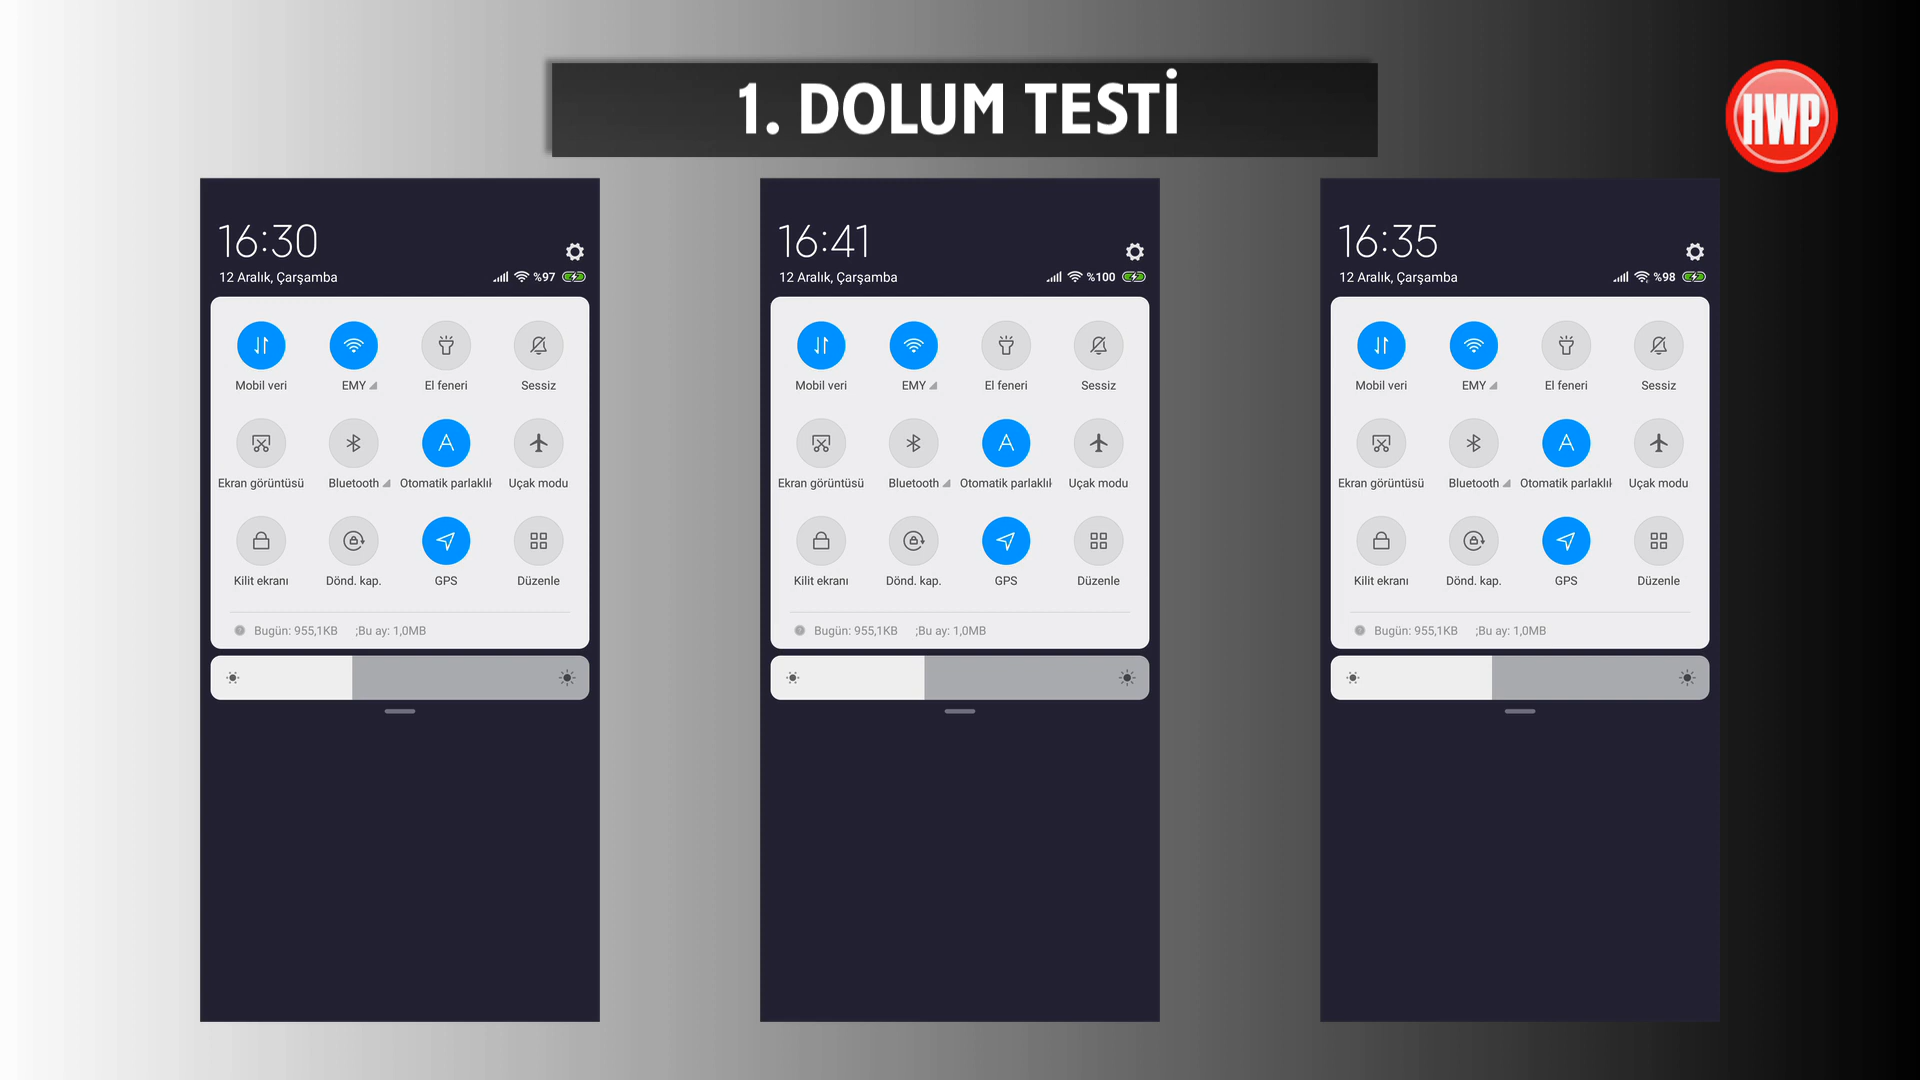 1. DOLUM TESTİ
HWP
16:30
12 Aralık, Çarşamba
%97
Mobil veri
EMY
El feneri
Sessiz
Ekran görüntüsü
Bluetooth
Otomatik parlaklık
Uçak modu
Kilit ekranı
Dönd. kap.
GPS
Düzenle
Bugün: 955,1KB ;Bu ay: 1,0MB
16:41
12 Aralık, Çarşamba
%100
Mobil veri
EMY
El feneri
Sessiz
Ekran görüntüsü
Bluetooth
Otomatik parlaklık
Uçak modu
Kilit ekranı
Dönd. kap.
GPS
Düzenle
Bugün: 955,1KB ;Bu ay: 1,0MB
16:35
12 Aralık, Çarşamba
%98
Mobil veri
EMY
El feneri
Sessiz
Ekran görüntüsü
Bluetooth
Otomatik parlaklık
Uçak modu
Kilit ekranı
Dönd. kap.
GPS
Düzenle
Bugün: 955,1KB ;Bu ay: 1,0MB